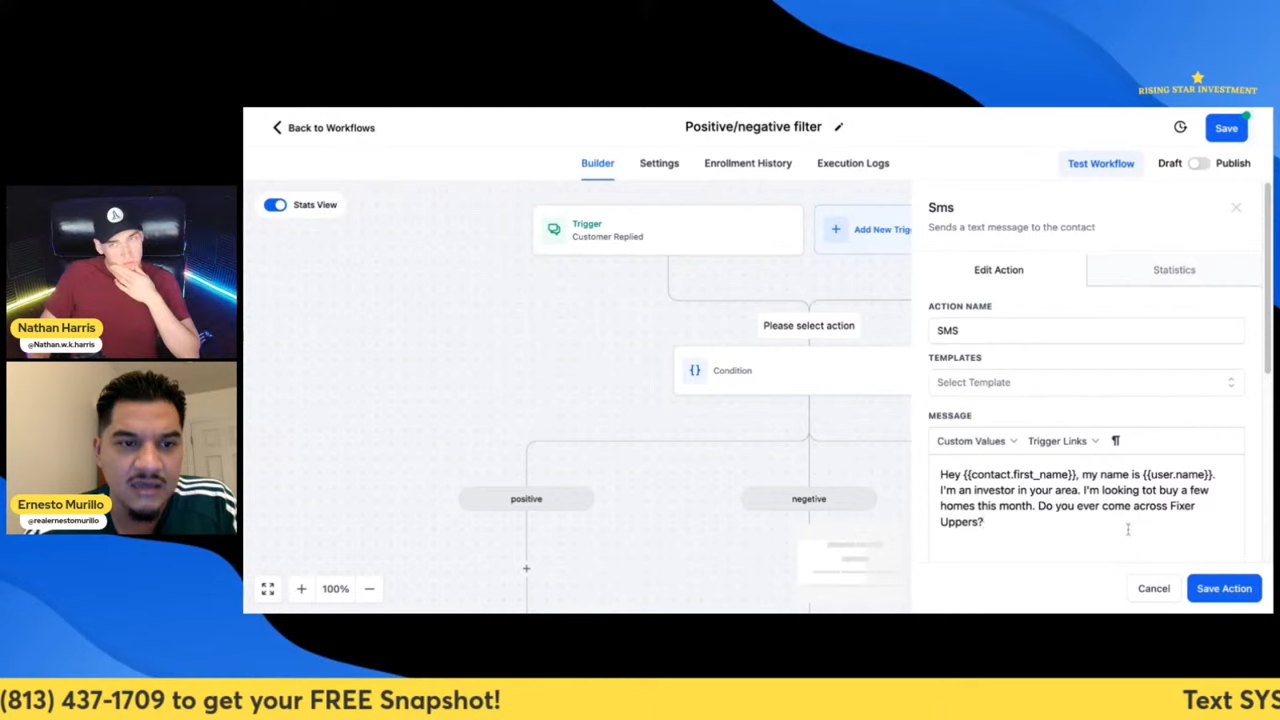 RISING STAR INVESTMENT
Back to Workflows
Positive/negative filter
Save
Builder
Settings
Enrollment History
Execution Logs
Test Workflow
Draft
Publish
Stats View
Trigger
Customer Replied
Add New Trig
Please select action
Condition
positive
negetive
100%
Sms
Sends a text message to the contact
Edit Action
Statistics
ACTION NAME
SMS
TEMPLATES
Select Template
MESSAGE
Custom Values
Trigger Links
Hey {{contact.first_name}}, my name is {{user.name}}.
I'm an investor in your area. I'm looking tot buy a few
homes this month. Do you ever come across Fixer
Uppers?
Cancel
Save Action
Nathan Harris
@Nathan.w.k.harris
Ernesto Murillo
@realernestomurillo
(813) 437-1709 to get your FREE Snapshot!
Text SYS